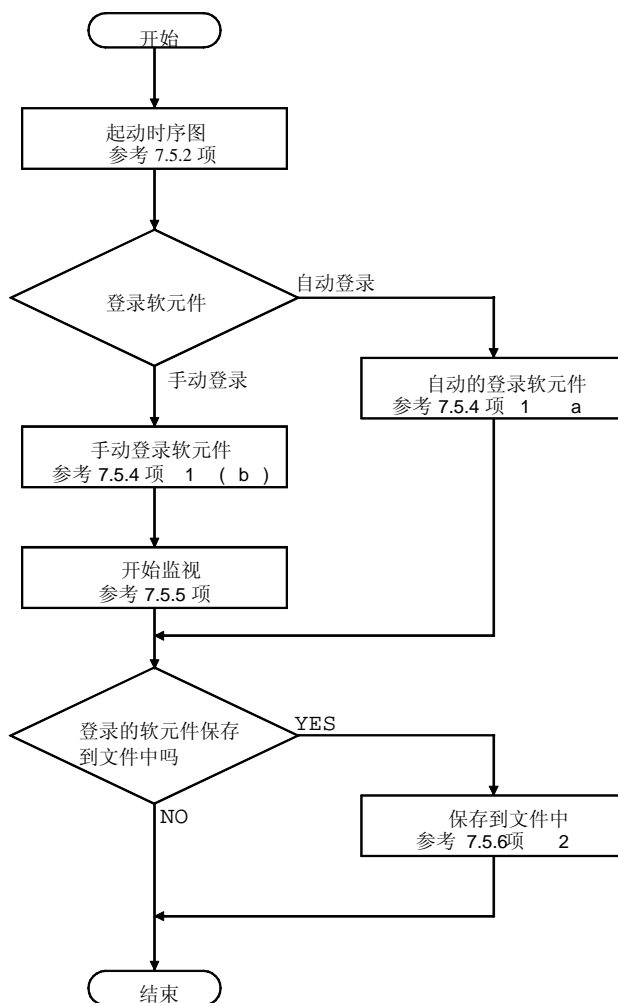 开始
起动时序图
参考 7.5.2 项
登录软元件
自动登录
手动登录
自动的登录软元件
参考 7.5.4 项 1 a
手动登录软元件
参考 7.5.4 项 1 ( b )
开始监视
参考 7.5.5 项
登录的软元件保存
到文件中吗
YES
NO
保存到文件中
参考 7.5.6项 2
结束